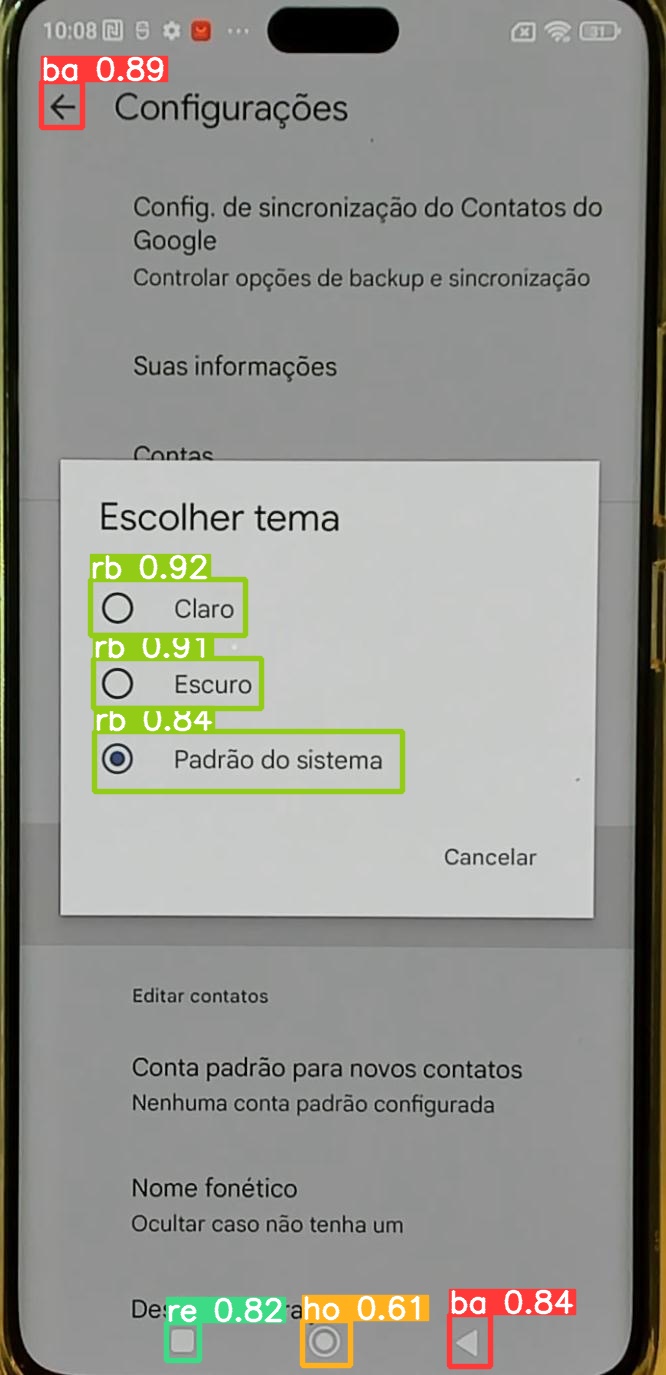 10:08
31
ba 0.89
Configurações
Config. de sincronização do Contatos do
Google
Controlar opções de backup e sincronização
Suas informações
Contas
Escolher tema
rb 0.92
Claro
rb 0.91
Escuro
rb 0.84
Padrão do sistema
Cancelar
Editar contatos
Conta padrão para novos contatos
Nenhuma conta padrão configurada
Nome fonético
Ocultar caso não tenha um
re 0.82
ho 0.61
ba 0.84